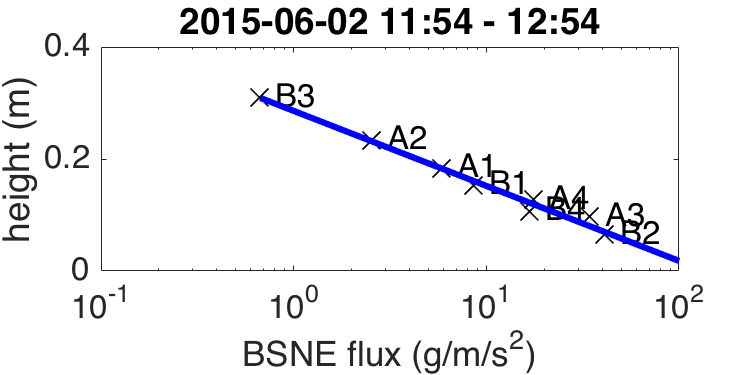 2015-06-02 11:54 - 12:54
height (m)
0.4
0.2
0
B3
A2
A1
B1
A4
B4
A3
B2
10^-1
10^0
10^1
10^2
BSNE flux (g/m/s^2)